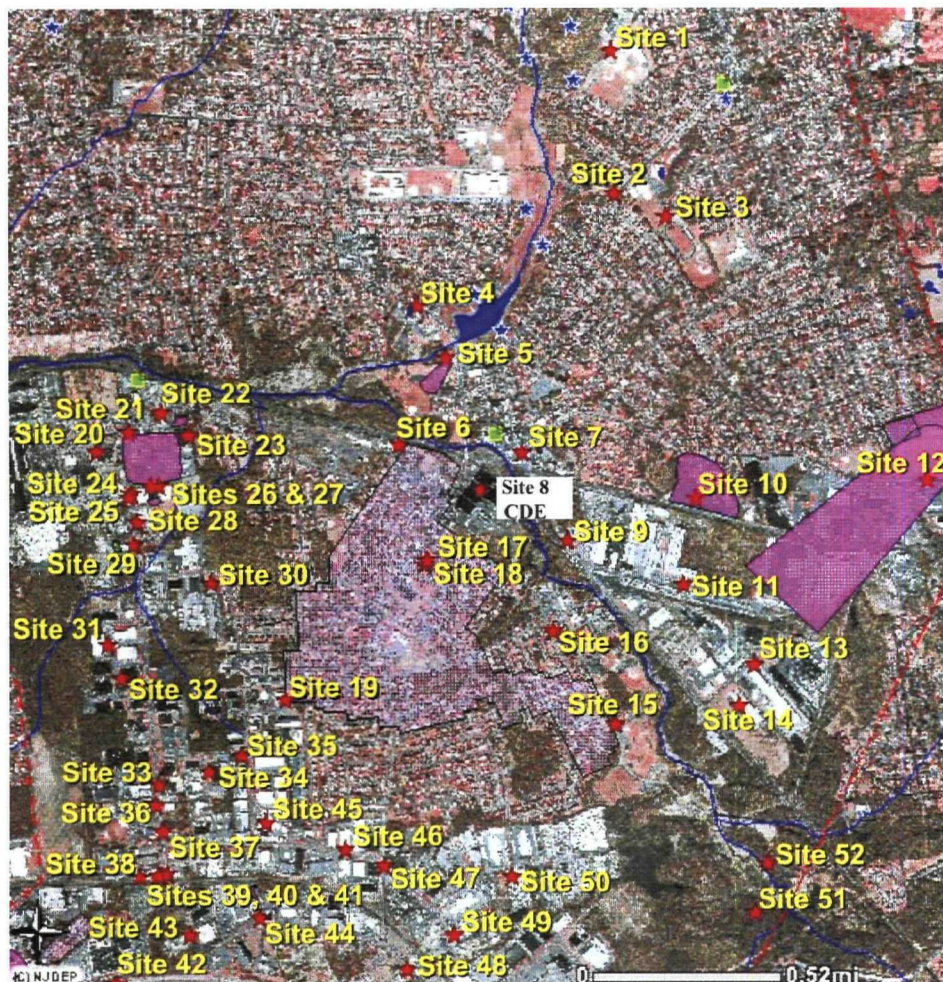 Site 1
Site 2
Site 3
Site 4
Site 5
Site 22
Site 21
Site 20
Site 23
Site 6
Site 7
Site 12
Site 24
Sites 26 & 27
Site 8
CDE
Site 10
Site 25
Site 28
Site 9
Site 29
Site 17
Site 18
Site 30
Site 11
Site 31
Site 16
Site 13
Site 32
Site 19
Site 15
Site 14
Site 35
Site 33
Site 34
Site 36
Site 45
Site 37
Site 46
Site 38
Site 47
Site 50
Site 52
Sites 39, 40 & 41
Site 51
Site 43
Site 44
Site 49
Site 42
Site 48
(C) NJDEP
0 0.52mi